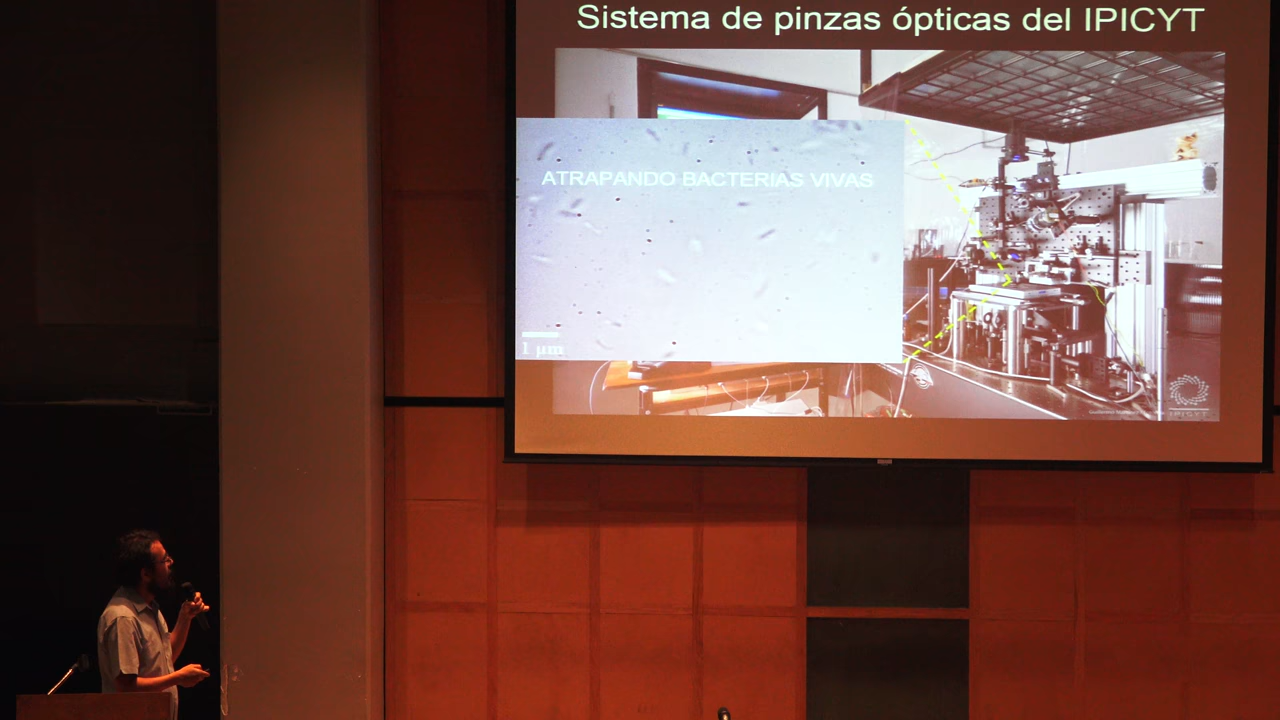 Sistema de pinzas ópticas del IPICYT
ATRAPANDO BACTERIAS VIVAS
1 μm
IPICYT